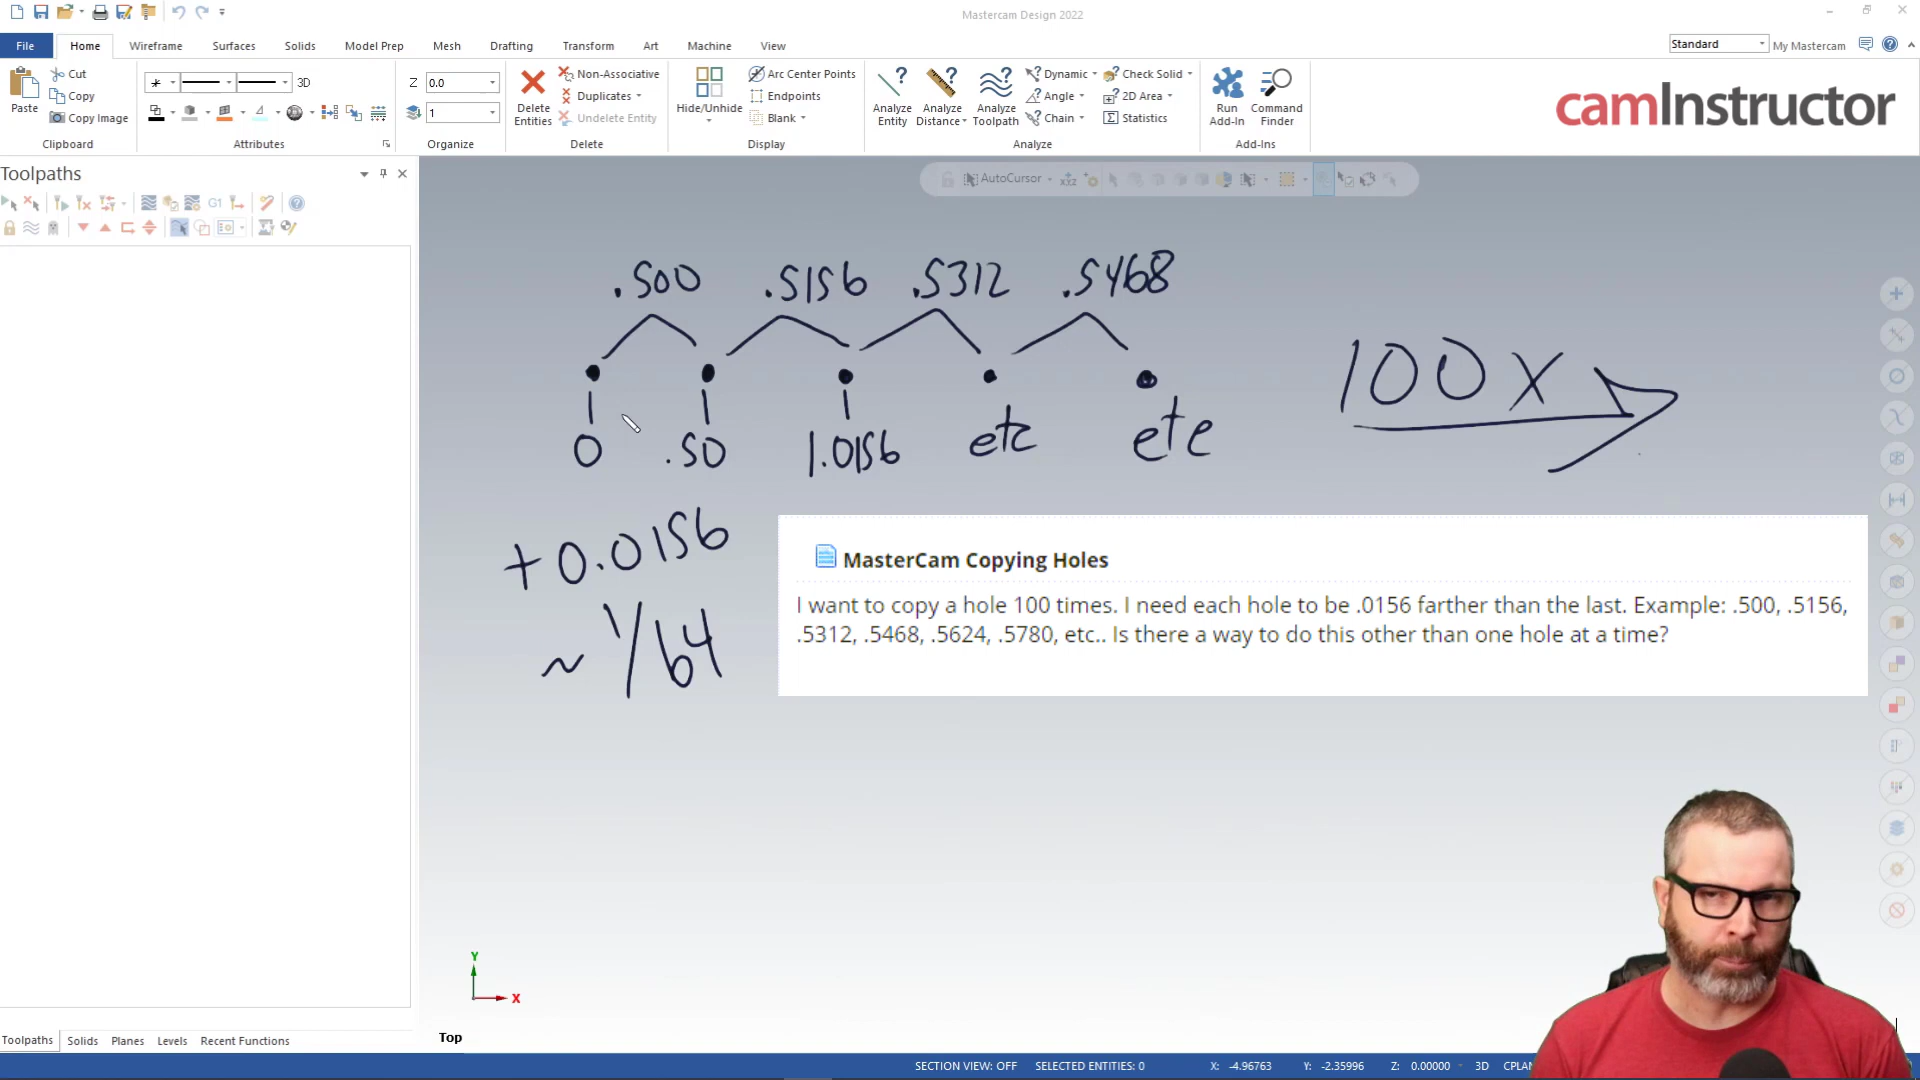 Mastercam Design 2022
File Home Wireframe Surfaces Solids Model Prep Mesh Drafting Transform Art Machine View
Standard My Mastercam
Paste
Cut
Copy
Copy Image
Clipboard
3D
Attributes
Z 0.0
1
Organize
Delete Entities
Non-Associative
Duplicates
Undelete Entity
Delete
Hide/Unhide
Arc Center Points
Endpoints
Blank
Display
Analyze Entity
Analyze Distance
Analyze Toolpath
Dynamic
Angle
Chain
Check Solid
2D Area
Statistics
Analyze
Run Add-In
Command Finder
Add-Ins
camInstructor
Toolpaths
G1
AutoCursor
.500 .5156 .5312 .5468
100x
0 .50 1.0156 etc etc
+0.0156
~ 1/64
MasterCam Copying Holes
I want to copy a hole 100 times. I need each hole to be .0156 farther than the last. Example: .500, .5156,
.5312, .5468, .5624, .5780, etc.. Is there a way to do this other than one hole at a time?
Y
X
Top
Toolpaths Solids Planes Levels Recent Functions
SECTION VIEW: OFF SELECTED ENTITIES: 0 X: -4.96763 Y: -2.35996 Z: 0.00000 3D CPLAN